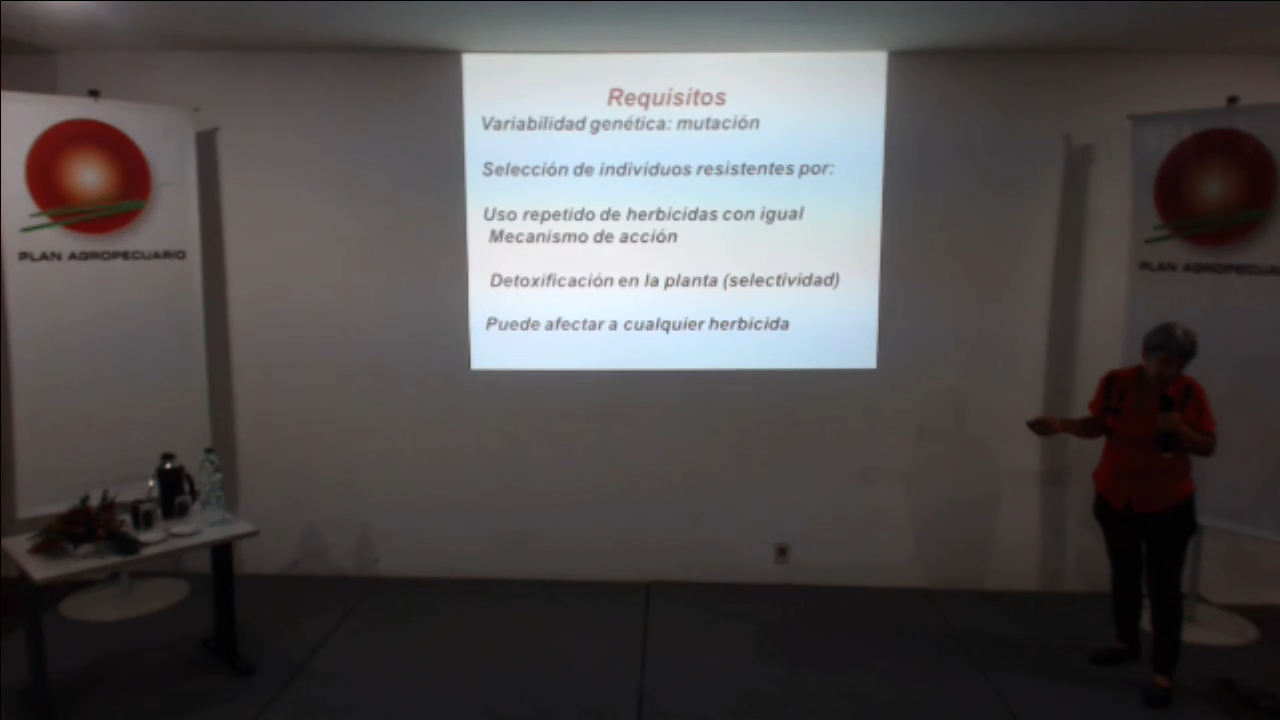 Requisitos
Variabilidad genética: mutación
Selección de individuos resistentes por:
Uso repetido de herbicidas con igual
Mecanismo de acción
Detoxificación en la planta (selectividad)
Puede afectar a cualquier herbicida
PLAN AGROPECUARIO
PLAN AGROPECUA